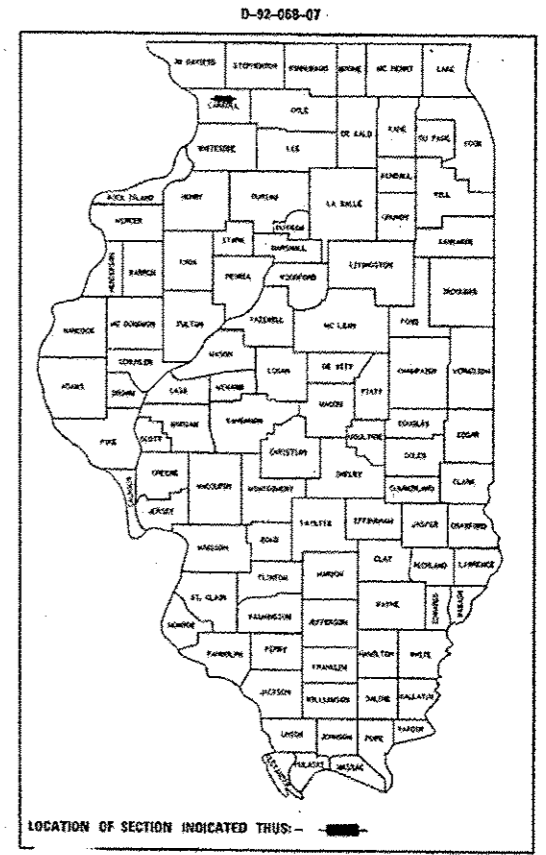 D-92-068-07
JO DAVIESS STEPHENSON WINNEBAGO BOONE MC HENRY LAKE
CARROLL OGLE DE KALB KANE DU PAGE COOK
WHITESIDE LEE KENDALL WILL
ROCK ISLAND HENRY BUREAU LA SALLE GRUNDY
MERCER PUTNAM KANKAKEE
HENDERSON WARREN KNOX STARK MARSHALL LIVINGSTON
PEORIA WOODFORD IROQUOIS
HANCOCK MC DONOUGH FULTON TAZEWELL MC LEAN FORD
SCHUYLER MASON LOGAN DE WITT CHAMPAIGN VERMILION
ADAMS BROWN CASS MENARD MACON PIATT
PIKE SCOTT MORGAN SANGAMON MOULTRIE DOUGLAS EDGAR
CHRISTIAN COLES
CALHOUN GREENE MACOUPIN MONTGOMERY SHELBY CUMBERLAND CLARK
JERSEY FAYETTE EFFINGHAM JASPER CRAWFORD
MADISON BOND CLAY RICHLAND LAWRENCE
ST. CLAIR CLINTON MARION WAYNE EDWARDS WABASH
MONROE WASHINGTON JEFFERSON
RANDOLPH PERRY FRANKLIN HAMILTON WHITE
JACKSON WILLIAMSON SALINE GALLATIN
UNION JOHNSON POPE HARDIN
ALEXANDER PULASKI MASSAC
LOCATION OF SECTION INDICATED THUS:-